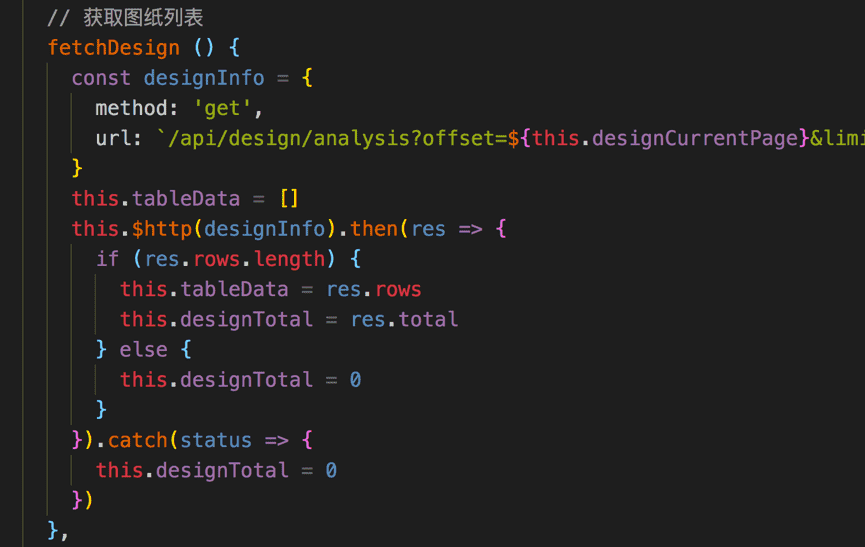 // 获取图纸列表
fetchDesign () {
const designInfo = {
method: 'get',
url: `/api/design/analysis?offset=${this.designCurrentPage}&limi
}
this.tableData = []
this.$http(designInfo).then(res => {
if (res.rows.length) {
this.tableData = res.rows
this.designTotal = res.total
} else {
this.designTotal = 0
}
}).catch(status => {
this.designTotal = 0
})
},